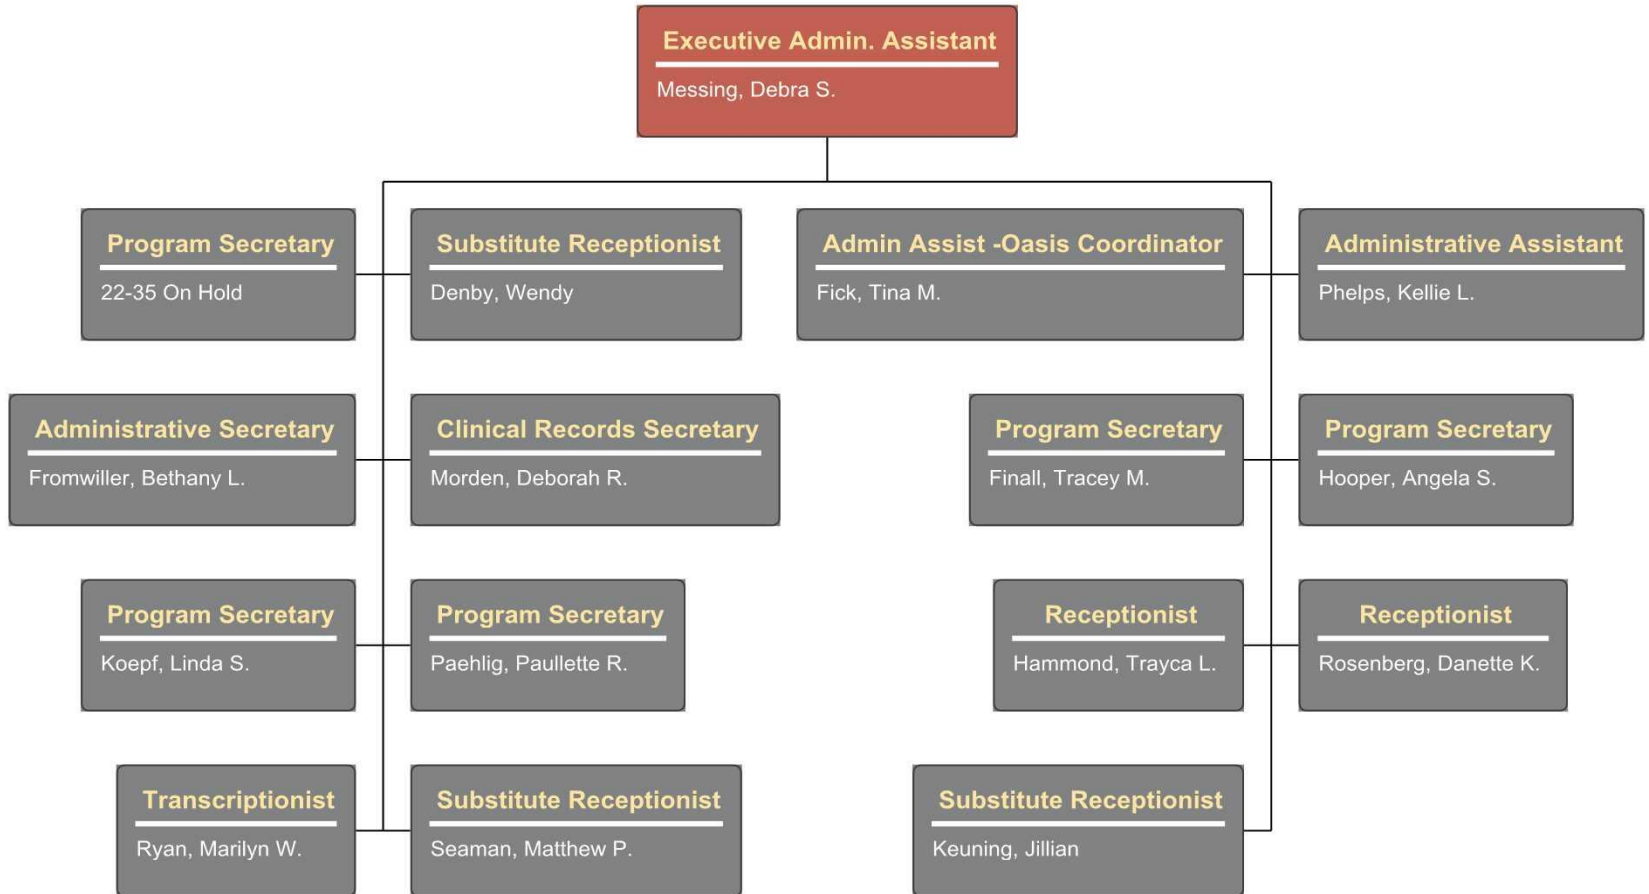 Executive Admin. Assistant
Messing, Debra S.
Program Secretary
22-35 On Hold
Substitute Receptionist
Denby, Wendy
Admin Assist -Oasis Coordinator
Fick, Tina M.
Administrative Assistant
Phelps, Kellie L.
Administrative Secretary
Fromwiller, Bethany L.
Clinical Records Secretary
Morden, Deborah R.
Program Secretary
Finall, Tracey M.
Program Secretary
Hooper, Angela S.
Program Secretary
Koepf, Linda S.
Program Secretary
Paehlig, Paullette R.
Receptionist
Hammond, Trayca L.
Receptionist
Rosenberg, Danette K.
Transcriptionist
Ryan, Marilyn W.
Substitute Receptionist
Seaman, Matthew P.
Substitute Receptionist
Keuning, Jillian